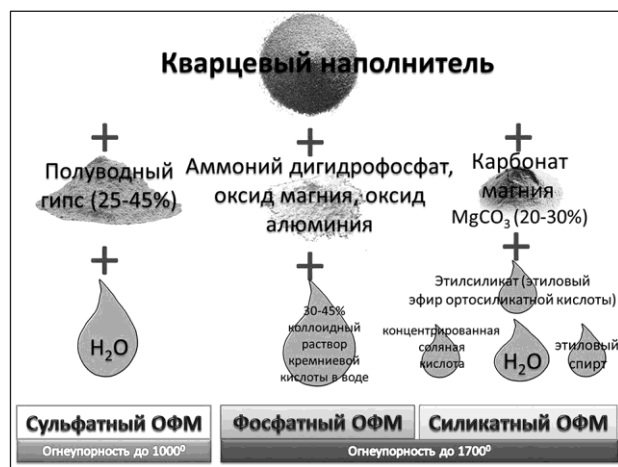 Кварцевый наполнитель
+ + +
Полуводный
гипс (25-45%)
Аммоний дигидрофосфат,
оксид магния, оксид
алюминия
Карбонат
магния
MgCO₃ (20-30%)
+ + +
H₂O
30-45%
коллоидный
раствор
кремниевой
кислоты в воде
Этилсиликат (этиловый
эфир ортосиликатной кислоты)
концентрированная
соляная
кислота
H₂O
этиловый
спирт
Сульфатный ОФМ
Огнеупорность до 1000⁰
Фосфатный ОФМ
Силикатный ОФМ
Огнеупорность до 1700⁰